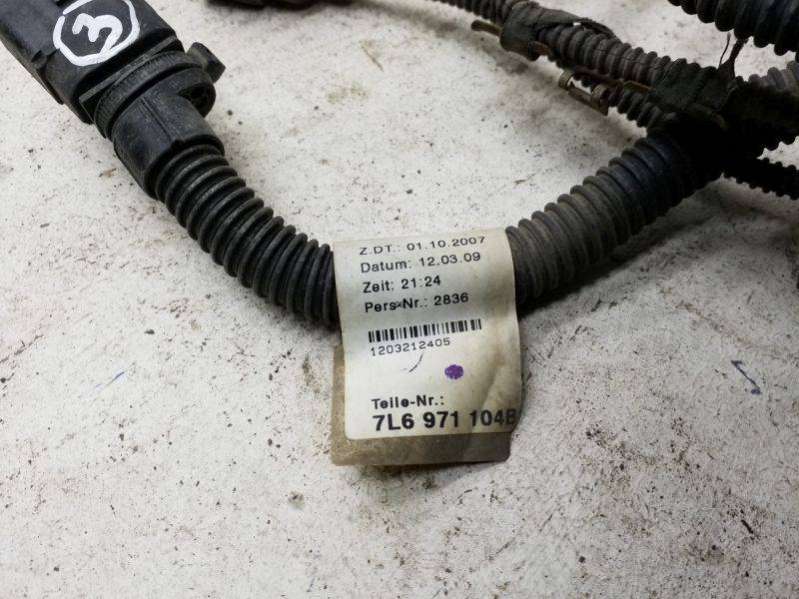 3
Z.DT.: 01.10.2007
Datum: 12.03.09
Zeit: 21:24
Pers-Nr.: 2836
1203212405
Teile-Nr.:
7L6 971 104B